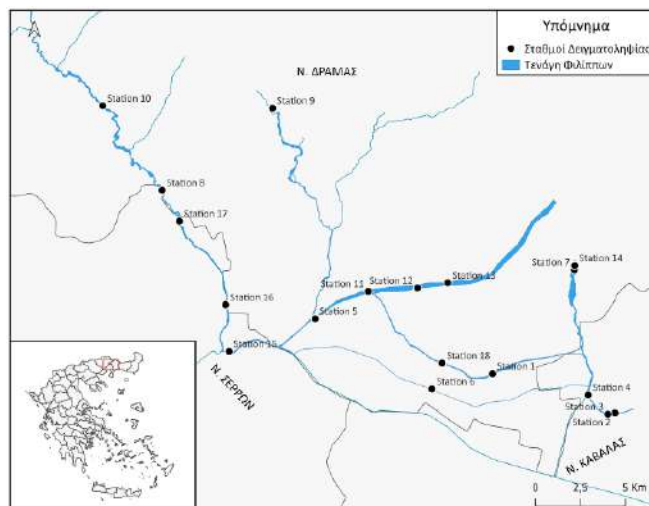 Υπόμνημα
Σταθμοί Δειγματοληψίας
Τενάγη Φιλίππων
Ν. ΔΡΑΜΑΣ
Station 10
Station 9
Station 8
Station 17
Station 7
Station 14
Station 11
Station 12
Station 13
Station 16
Station 5
Station 15
Station 18
Station 1
Station 6
Station 4
Station 3
Station 2
Ν. ΣΕΡΡΩΝ
Ν. ΚΑΒΑΛΑΣ
0 2,5 5 Km